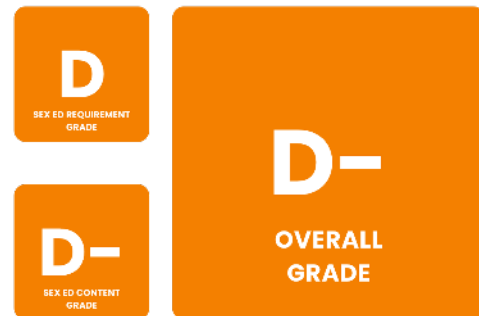 D
SEX ED REQUIREMENT
GRADE
D-
SEX ED CONTENT
GRADE
D-
OVERALL
GRADE